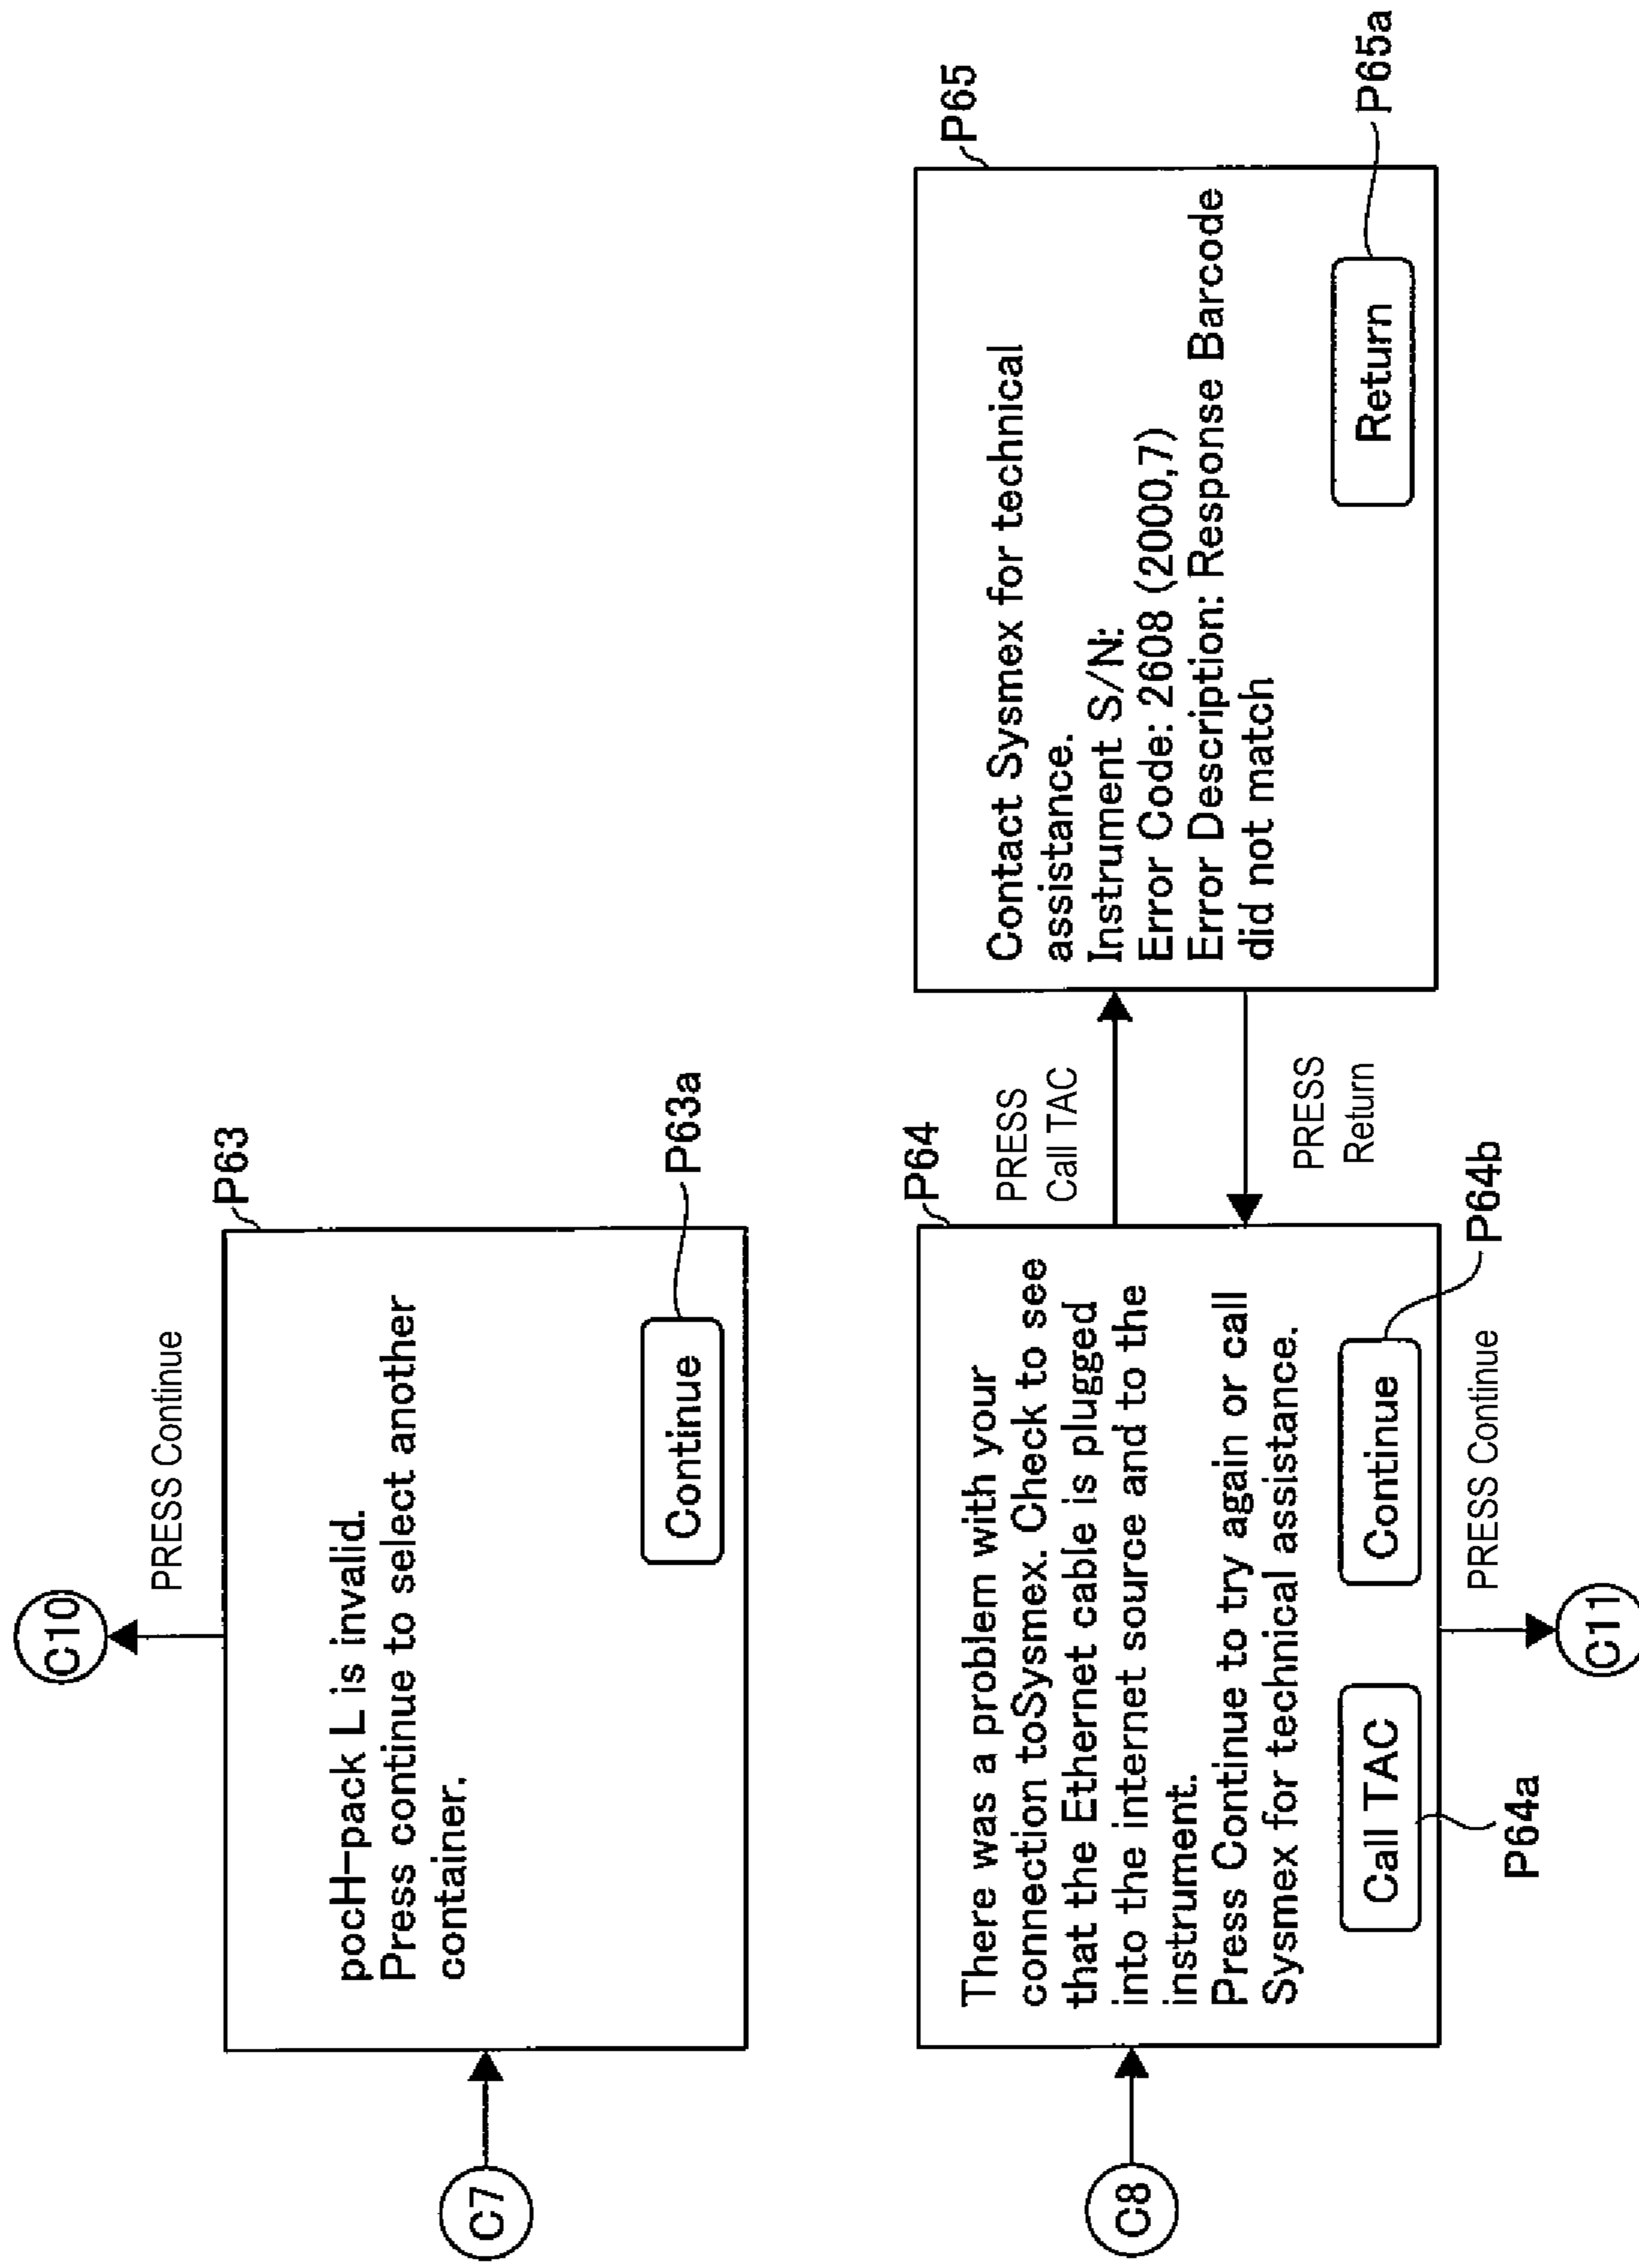 C10
PRESS Continue
P63
C7
pocH-pack L is invalid.
Press continue to select another
container.
Continue
P63a
P64
C8
There was a problem with your
connection toSysmex. Check to see
that the Ethernet cable is plugged
into the internet source and to the
instrument.
Press Continue to try again or call
Sysmex for technical assistance.
Call TAC
Continue
P64a
P64b
PRESS Continue
C11
PRESS
Call TAC
PRESS
Return
P65
Contact Sysmex for technical
assistance.
Instrument S/N:
Error Code: 2608 (2000,7)
Error Description: Response Barcode
did not match
Return
P65a